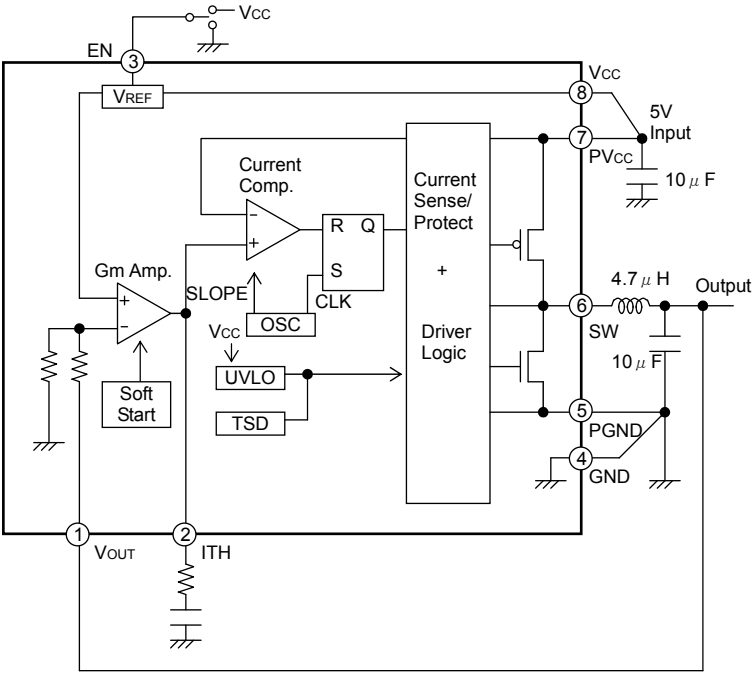 VCC
EN
3
VCC
VREF
8
5V
Input
7
PVCC
10μF
Current
Comp.
Current
Sense/
Protect
+
Driver
Logic
-
+
R Q
S
Gm Amp.
+
-
SLOPE
CLK
OSC
4.7μH
Output
6
SW
10μF
VCC
UVLO
TSD
Soft
Start
5
PGND
4
GND
1
VOUT
2
ITH